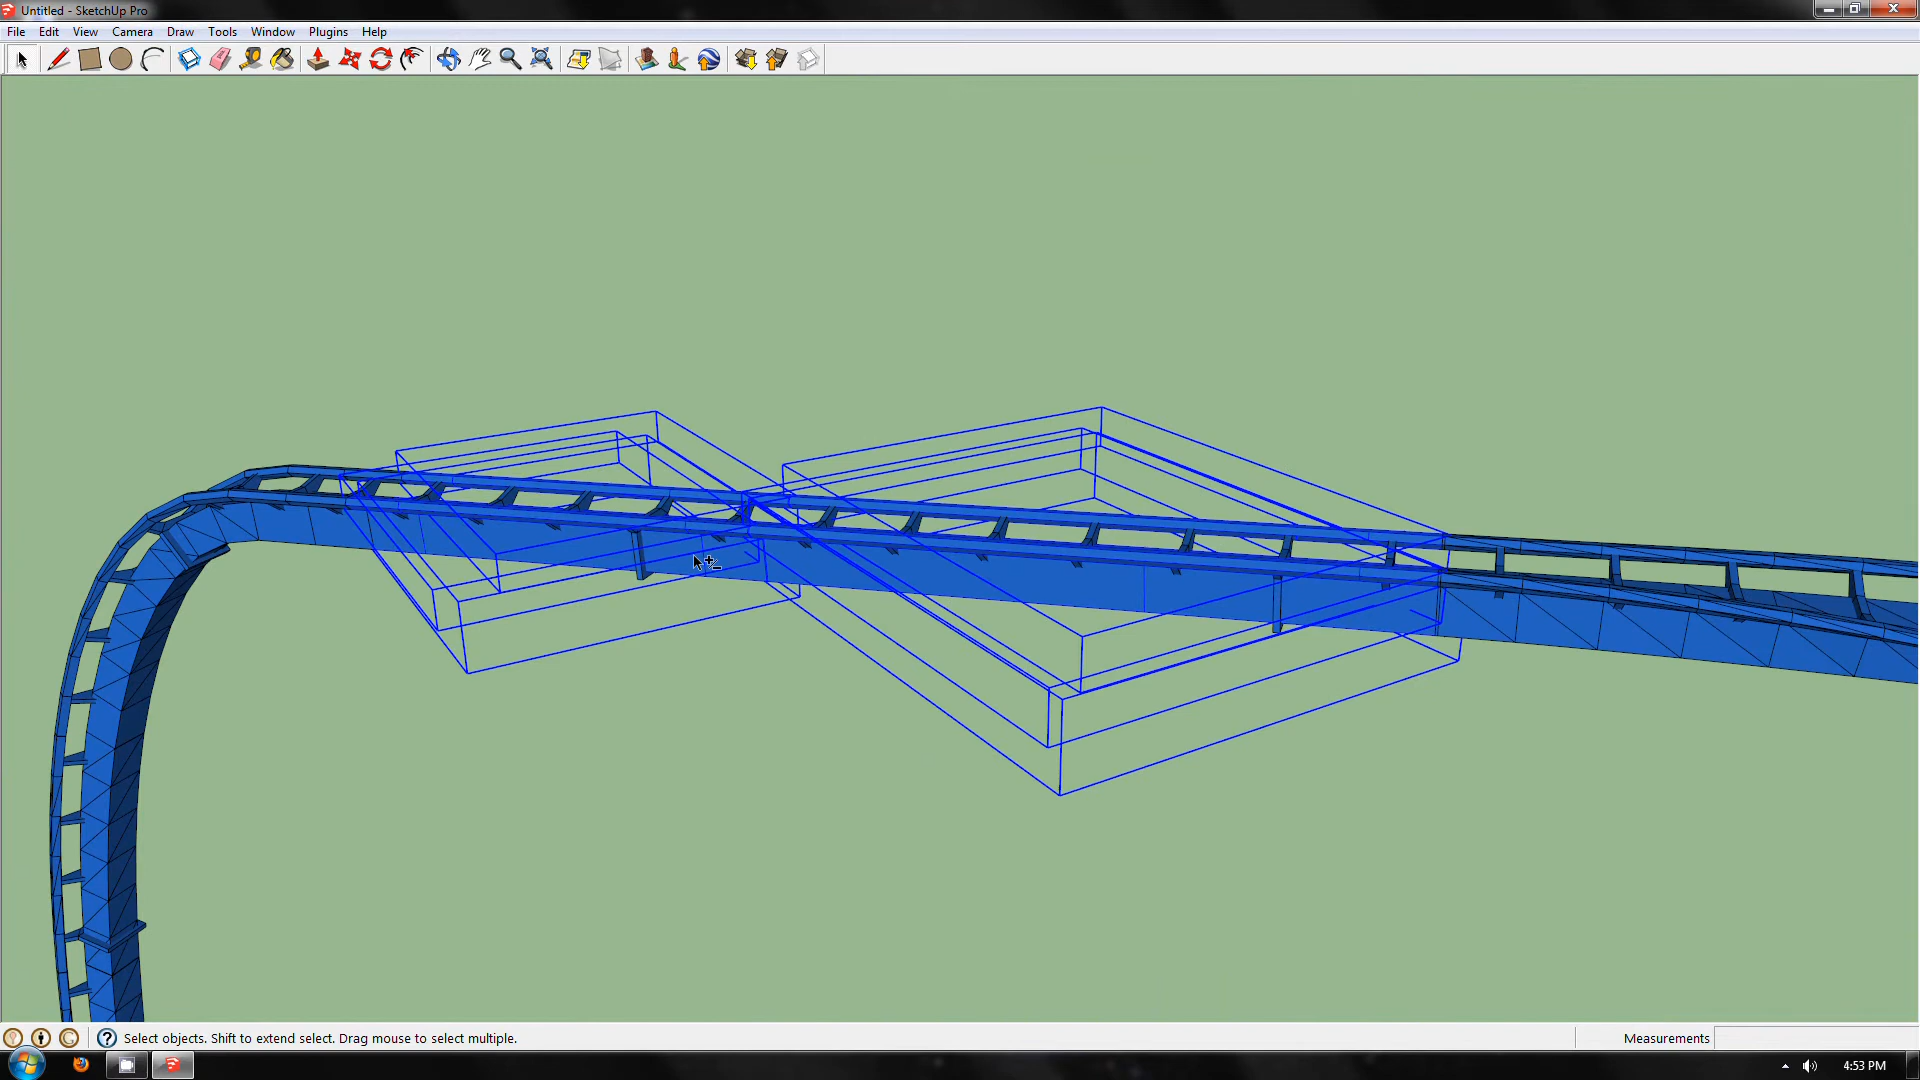 Untitled - SketchUp Pro
File Edit View Camera Draw Tools Window Plugins Help
Select objects. Shift to extend select. Drag mouse to select multiple.
Measurements
4:53 PM